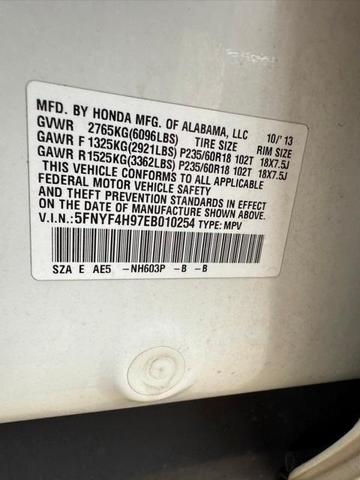 MFD. BY HONDA MFG. OF ALABAMA, LLC 10/'13
GVWR 2765KG(6096LBS) TIRE SIZE RIM SIZE
GAWR F 1325KG(2921LBS) P235/60R18 102T 18X7.5J
GAWR R1525KG(3362LBS) P235/60R18 102T 18X7.5J
THIS VEHICLE CONFORMS TO ALL APPLICABLE
FEDERAL MOTOR VEHICLE SAFETY
AND THEFT PREVENTION STANDARDS IN EFFECT
ON THE DATE OF MANUFACTURE SHOWN ABOVE.
V.I.N.:5FNYF4H97EB010254 TYPE: MPV
SZA E AE5 -NH603P -B -B